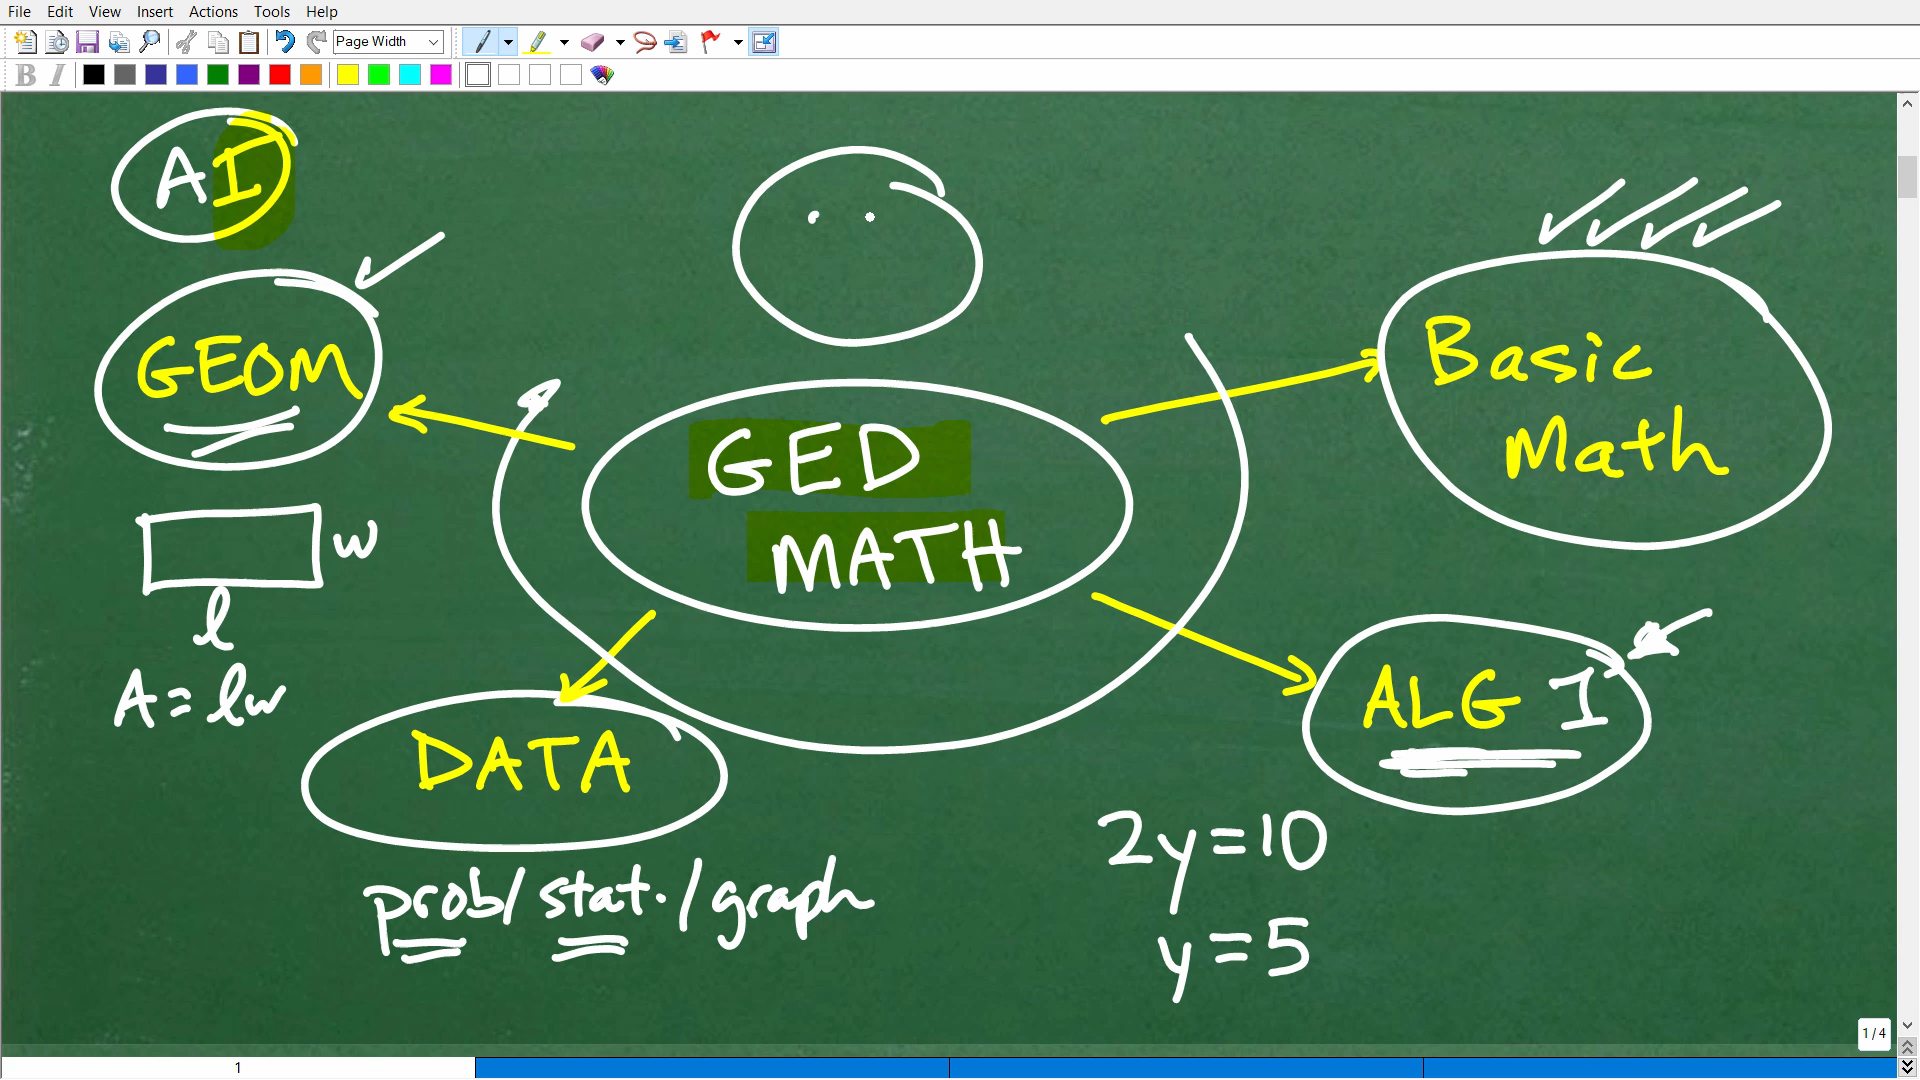 File Edit View Insert Actions Tools Help
Page Width
B I
AI
GEOM
w
l
A = lw
GED
MATH
Basic
Math
DATA
prob/stat./graph
ALG I
2y=10
y=5
1/4
1